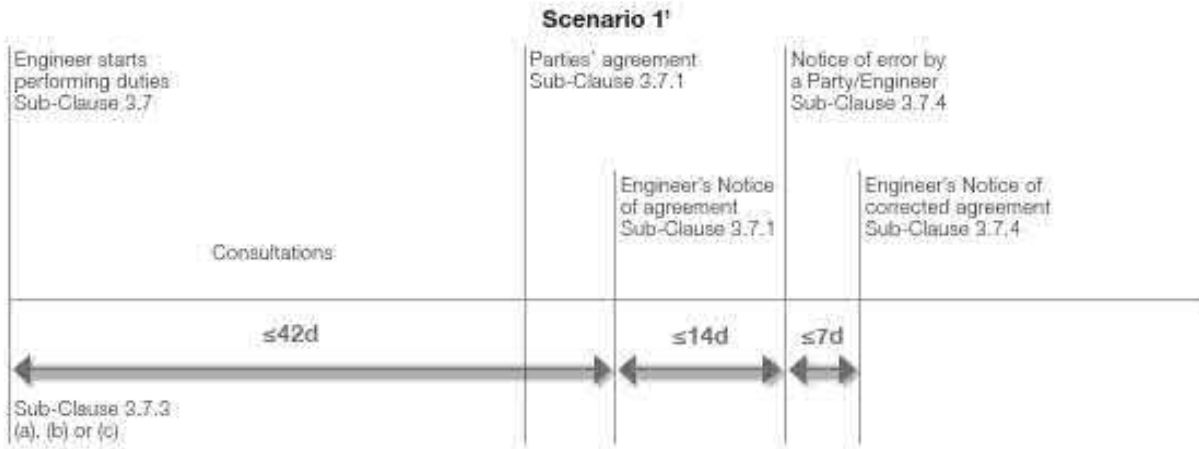 Scenario 1'
Engineer starts
performing duties
Sub-Clause 3.7
Parties' agreement
Sub-Clause 3.7.1
Notice of error by
a Party/Engineer
Sub-Clause 3.7.4
Engineer's Notice
of agreement
Sub-Clause 3.7.1
Engineer's Notice of
corrected agreement
Sub-Clause 3.7.4
Consultations
≤42d
≤14d
≤7d
Sub-Clause 3.7.3
(a), (b) or (c)